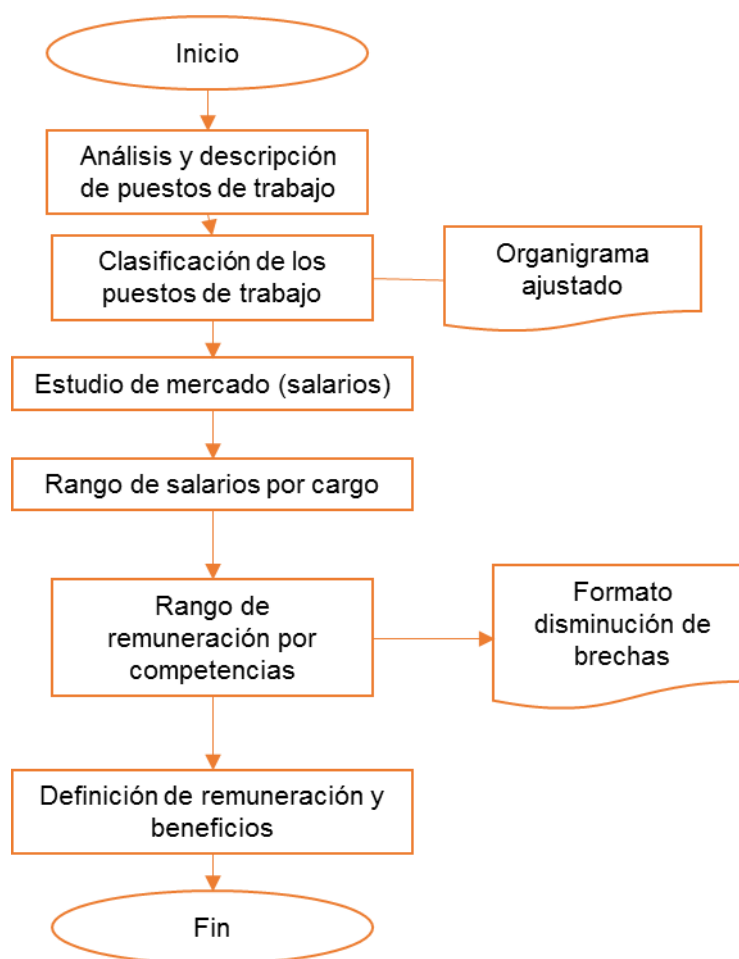 Inicio
Análisis y descripción
de puestos de trabajo
Clasificación de los
puestos de trabajo
Organigrama
ajustado
Estudio de mercado (salarios)
Rango de salarios por cargo
Rango de
remuneración por
competencias
Formato
disminución de
brechas
Definición de remuneración y
beneficios
Fin